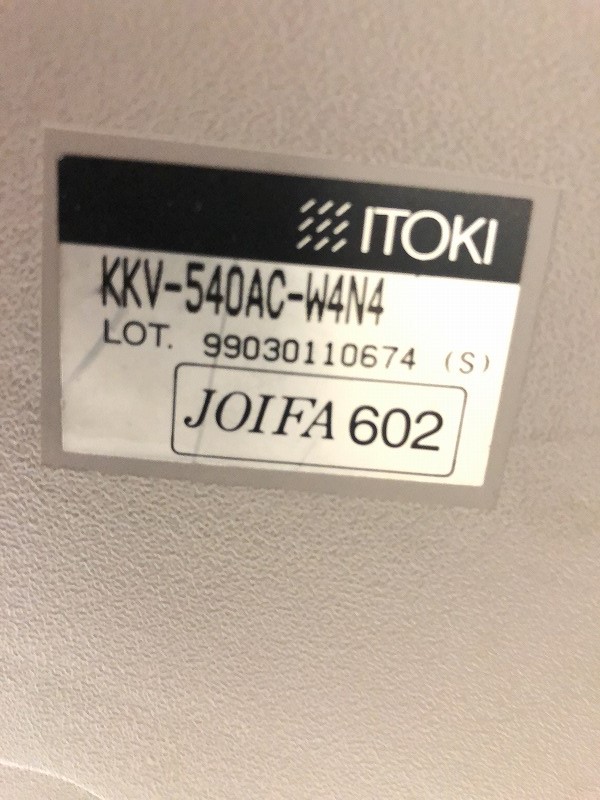 ITOKI
KKV-540AC-W4N4
LOT. 99030110674 (S)
JOIFA 602